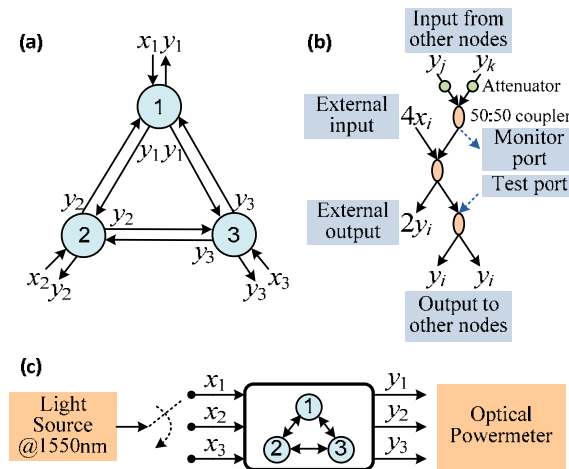 (a)
x₁ y₁
1
y₁ y₁
y₂
y₃
2
y₂
3
y₃
x₂ y₂
y₃ x₃
(b)
Input from
other nodes
yⱼ yₖ
Attenuator
External
input
4xᵢ
50:50 coupler
Monitor
port
Test port
External
output
2yᵢ
yᵢ yᵢ
Output to
other nodes
(c)
Light
Source
@1550nm
x₁
x₂
x₃
1
2 3
y₁
y₂
y₃
Optical
Powermeter